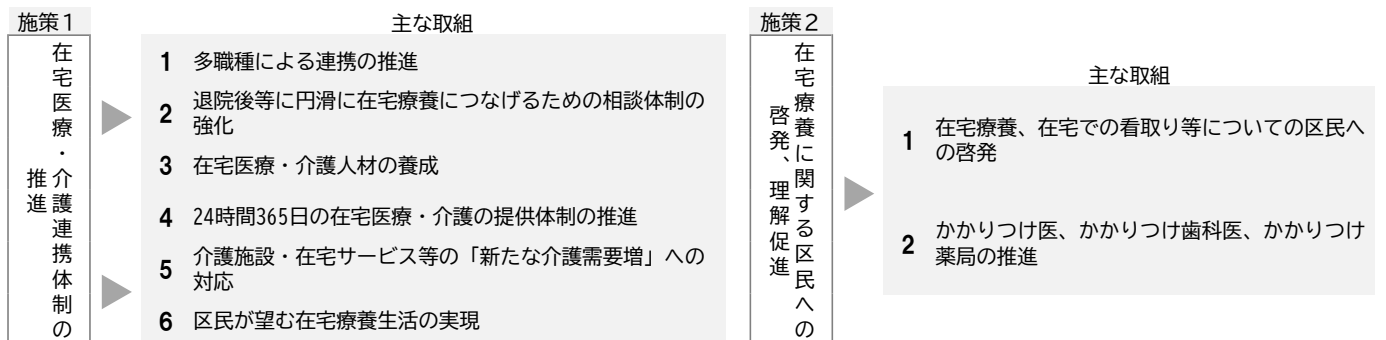 施策１
主な取組
在宅医療・介護連携体制の
推進
1 多職種による連携の推進
2 退院後等に円滑に在宅療養につなげるための相談体制の
強化
3 在宅医療・介護人材の養成
4 24時間365日の在宅医療・介護の提供体制の推進
5 介護施設・在宅サービス等の「新たな介護需要増」への
対応
6 区民が望む在宅療養生活の実現
施策２
主な取組
在宅療養に関する区民への
啓発、理解促進
1 在宅療養、在宅での看取り等についての区民へ
の啓発
2 かかりつけ医、かかりつけ歯科医、かかりつけ
薬局の推進